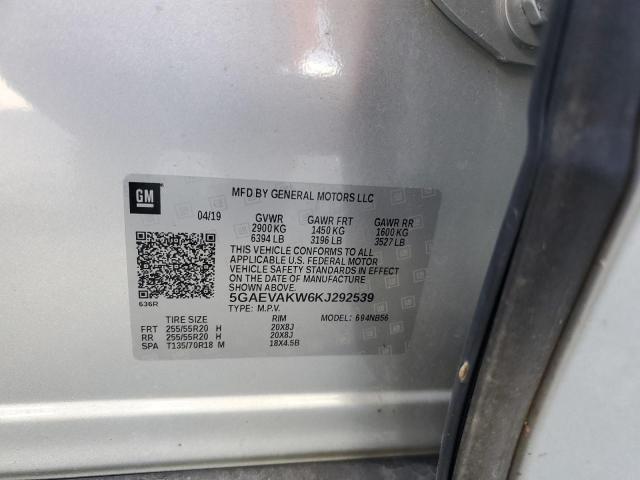 GM
MFD BY GENERAL MOTORS LLC
04/19 GVWR GAWR FRT GAWR RR
2900 KG 1450 KG 1600 KG
6394 LB 3196 LB 3527 LB
THIS VEHICLE CONFORMS TO ALL
APPLICABLE U.S. FEDERAL MOTOR
VEHICLE SAFETY STANDARDS IN EFFECT
ON THE DATE OF MANUFACTURE
SHOWN ABOVE.
5GAEVAKW6KJ292539
636R
TYPE: M.P.V.
TIRE SIZE RIM MODEL: 694NB56
FRT 255/55R20 H 20X8J
RR 255/55R20 H 20X8J
SPA T135/70R18 M 18X4.5B